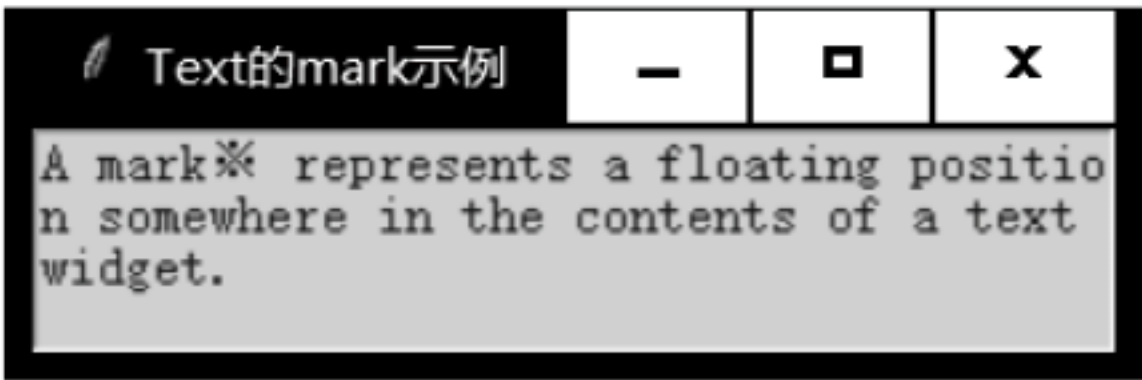 Text的mark示例
A mark※ represents a floating positio
n somewhere in the contents of a text
widget.